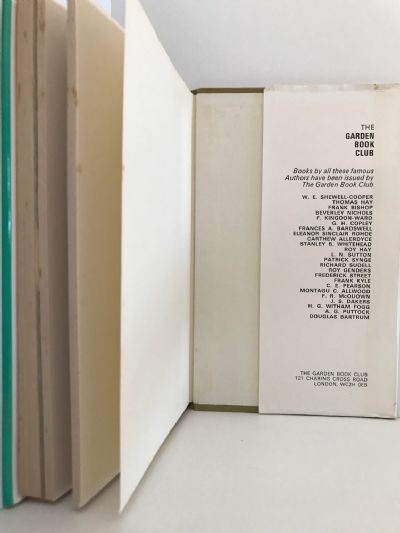 THE
GARDEN
BOOK
CLUB
Books by all these famous
Authors have been issued by
The Garden Book Club
W. E. SHEWELL-COOPER
THOMAS HAY
FRANK BISHOP
BEVERLEY NICHOLS
F. KINGDON-WARD
G. H. COPLEY
FRANCES A. BARDSWELL
ELEANOR SINCLAIR ROHDE
CARTHEW ALLERDYCE
STANLEY B. WHITEHEAD
ROY HAY
L. N. SUTTON
PATRICK SYNGE
RICHARD SUDELL
ROY GENDERS
FREDERICK STREET
FRANK KYLE
C. E. PEARSON
MONTAGU C. ALLWOOD
F. R. McQUOWN
J. S. DAKERS
H. G. WITHAM FOGG
A. G. PUTTOCK
DOUGLAS BARTRUM
THE GARDEN BOOK CLUB
121 CHARING CROSS ROAD
LONDON, WC2H 0EB